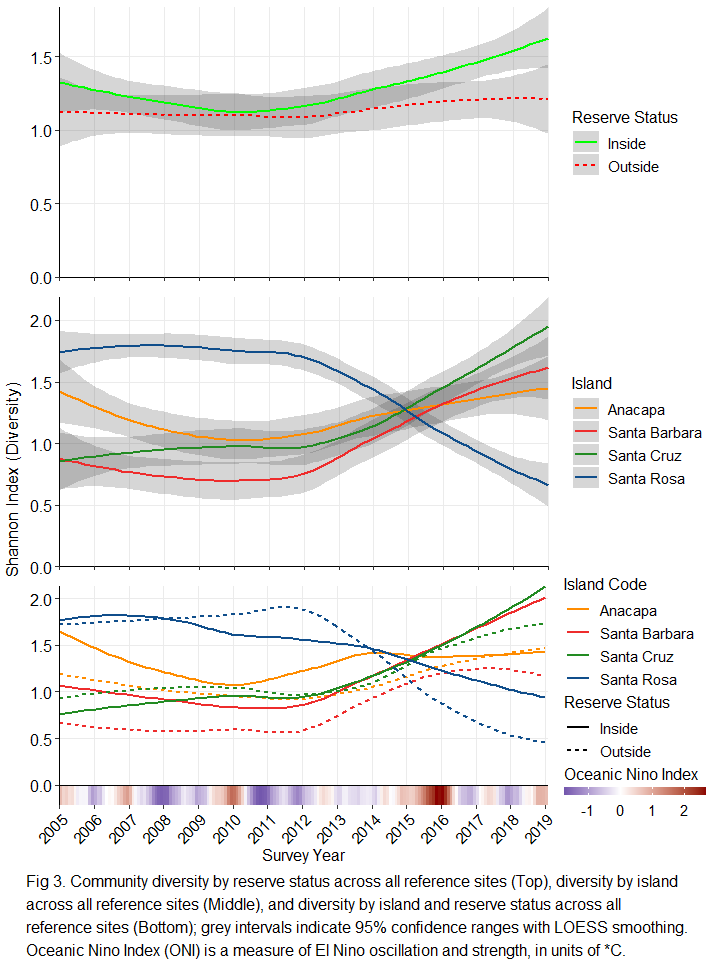 1.5
1.0
0.5
0.0
Reserve Status
Inside
Outside
Shannon Index (Diversity)
2.0
1.5
1.0
0.5
0.0
Island
Anacapa
Santa Barbara
Santa Cruz
Santa Rosa
2.0
1.5
1.0
0.5
0.0
Island Code
Anacapa
Santa Barbara
Santa Cruz
Santa Rosa
Reserve Status
Inside
Outside
Oceanic Nino Index
-1 0 1 2
2005 2006 2007 2008 2009 2010 2011 2012 2013 2014 2015 2016 2017 2018 2019
Survey Year
Fig 3. Community diversity by reserve status across all reference sites (Top), diversity by island
across all reference sites (Middle), and diversity by island and reserve status across all
reference sites (Bottom); grey intervals indicate 95% confidence ranges with LOESS smoothing.
Oceanic Nino Index (ONI) is a measure of El Nino oscillation and strength, in units of *C.